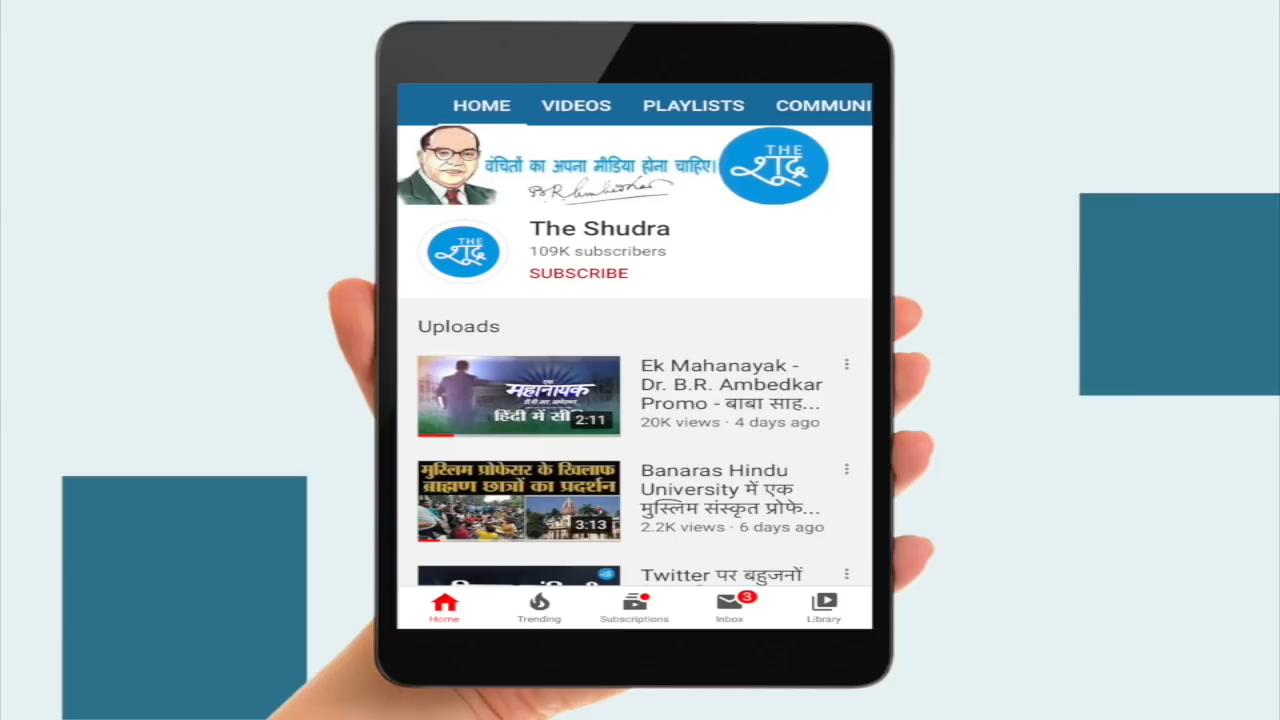 HOME VIDEOS PLAYLISTS COMMUNI
वंचितों का अपना मीडिया होना चाहिए।
B.R. Ambedkar
THE
शूद्र
THE
शूद्र
The Shudra
109K subscribers
SUBSCRIBE
Uploads
एक
महानायक
हिंदी में
2:11
Ek Mahanayak -
Dr. B.R. Ambedkar
Promo - बाबा साह...
20K views · 4 days ago
मुस्लिम प्रोफेसर के खिलाफ
ब्राह्मण छात्रों का प्रदर्शन
3:13
Banaras Hindu
University में एक
मुस्लिम संस्कृत प्रोफे...
2.2K views · 6 days ago
Twitter पर बहुजनों
3
Home Trending Subscriptions Inbox Library